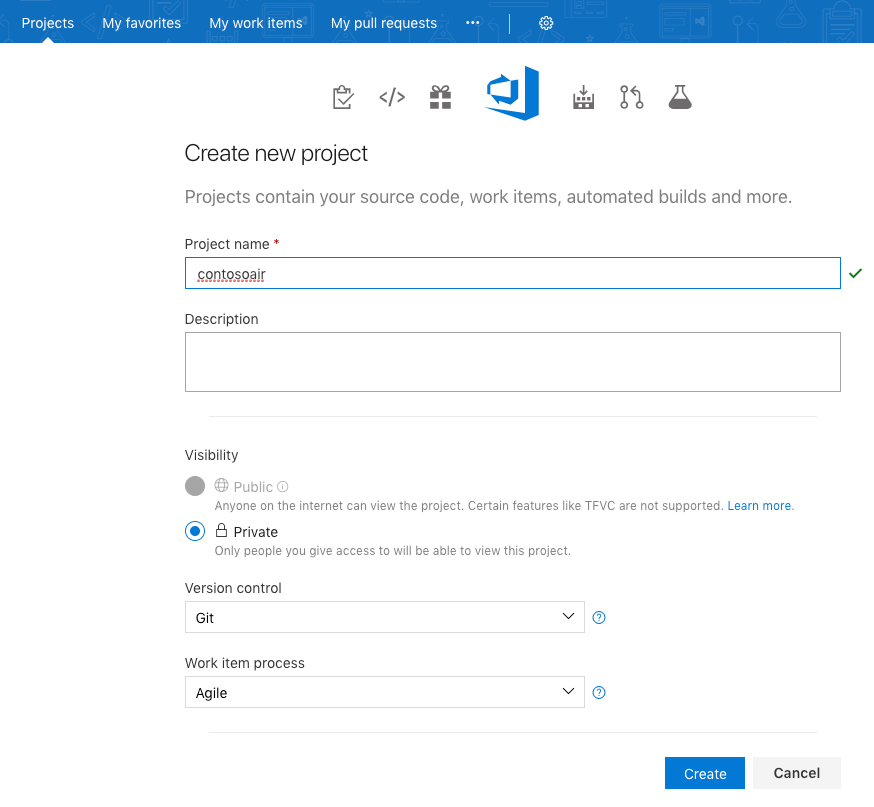 Projects My favorites My work items My pull requests ...
Create new project
Projects contain your source code, work items, automated builds and more.
Project name *
contosoair
Description
Visibility
Public
Anyone on the internet can view the project. Certain features like TFVC are not supported. Learn more.
Private
Only people you give access to will be able to view this project.
Version control
Git
Work item process
Agile
Create Cancel